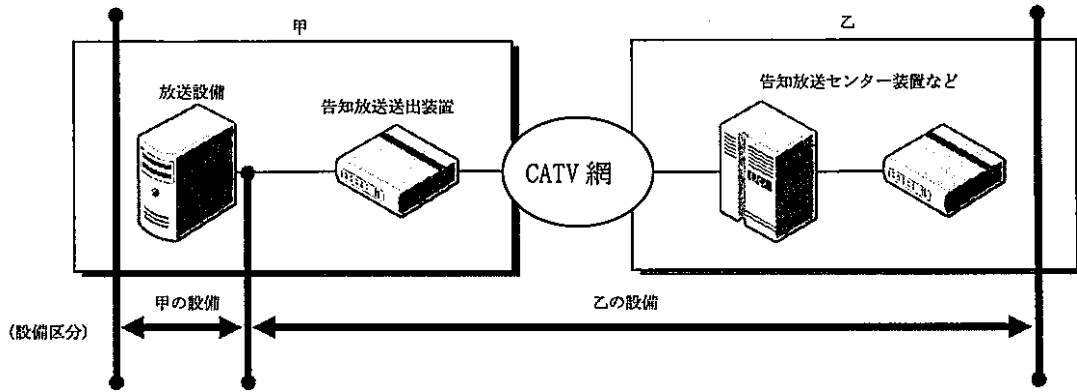 甲
乙
放送設備
告知放送送出装置
告知放送センター装置など
CATV 網
甲の設備
乙の設備
(設備区分)